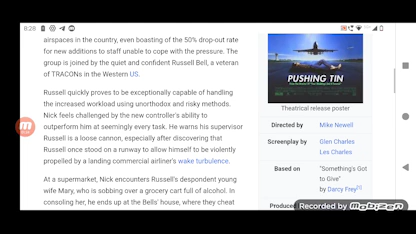 8:28
airspaces in the country, even boasting of the 50% drop-out rate
for new additions to staff unable to cope with the pressure. The
group is joined by the quiet and confident Russell Bell, a veteran
of TRACONs in the Western US.
Russell quickly proves to be exceptionally capable of handling
the increased workload using unorthodox and risky methods.
Nick feels challenged by the new controller's ability to
outperform him at seemingly every task. He warns his supervisor
Russell is a loose cannon, especially after discovering that
Russell once stood on a runway to allow himself to be violently
propelled by a landing commercial airliner's wake turbulence.
At a supermarket, Nick encounters Russell's despondent young
wife Mary, who is sobbing over a grocery cart full of alcohol. In
consoling her, he ends up at the Bells' house, where they cheat
PUSHING TIN
Theatrical release poster
Directed by Mike Newell
Screenplay by Glen Charles
Les Charles
Based on "Something's Got
to Give"
by Darcy Frey[1]
Produced
Recorded by Mobizen